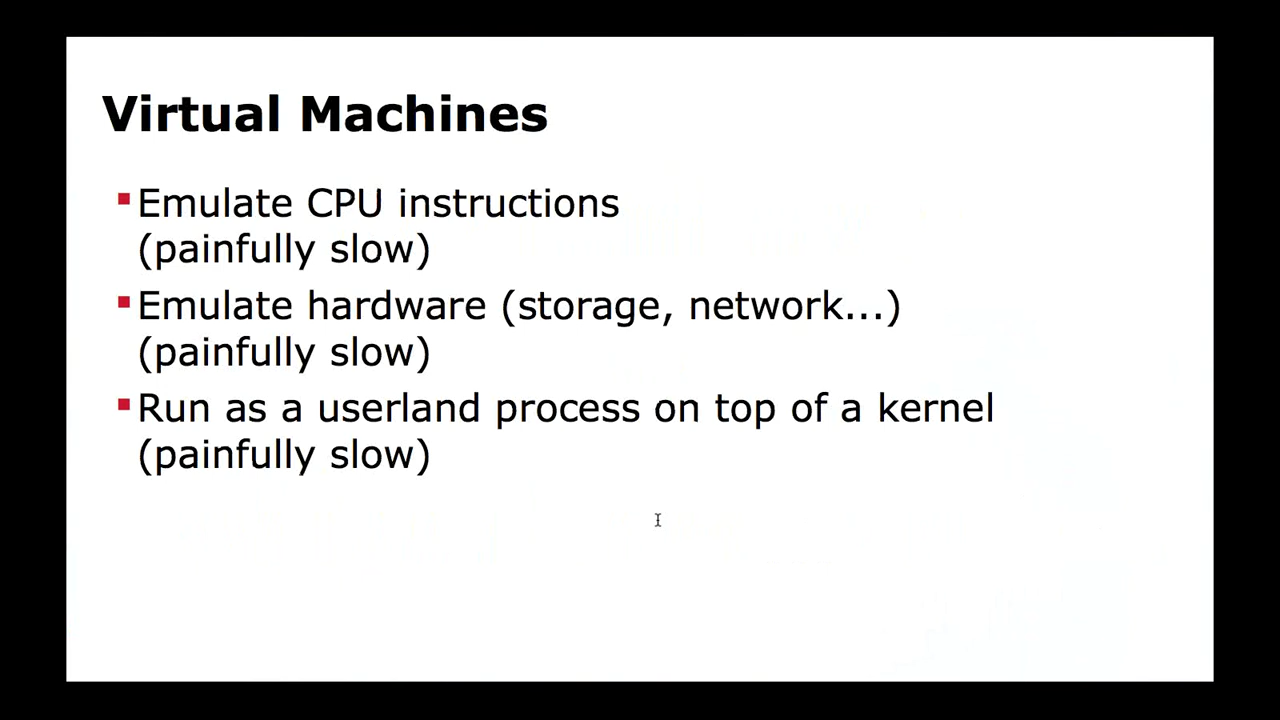 Virtual Machines
Emulate CPU instructions
(painfully slow)
Emulate hardware (storage, network...)
(painfully slow)
Run as a userland process on top of a kernel
(painfully slow)